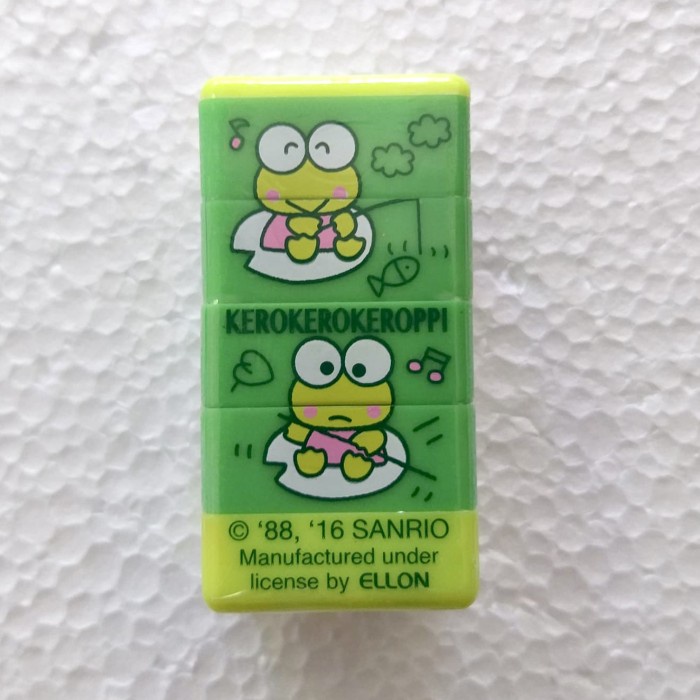 KEROKEROKEROPPI
© ‘88, ‘16 SANRIO
Manufactured under
license by ELLON